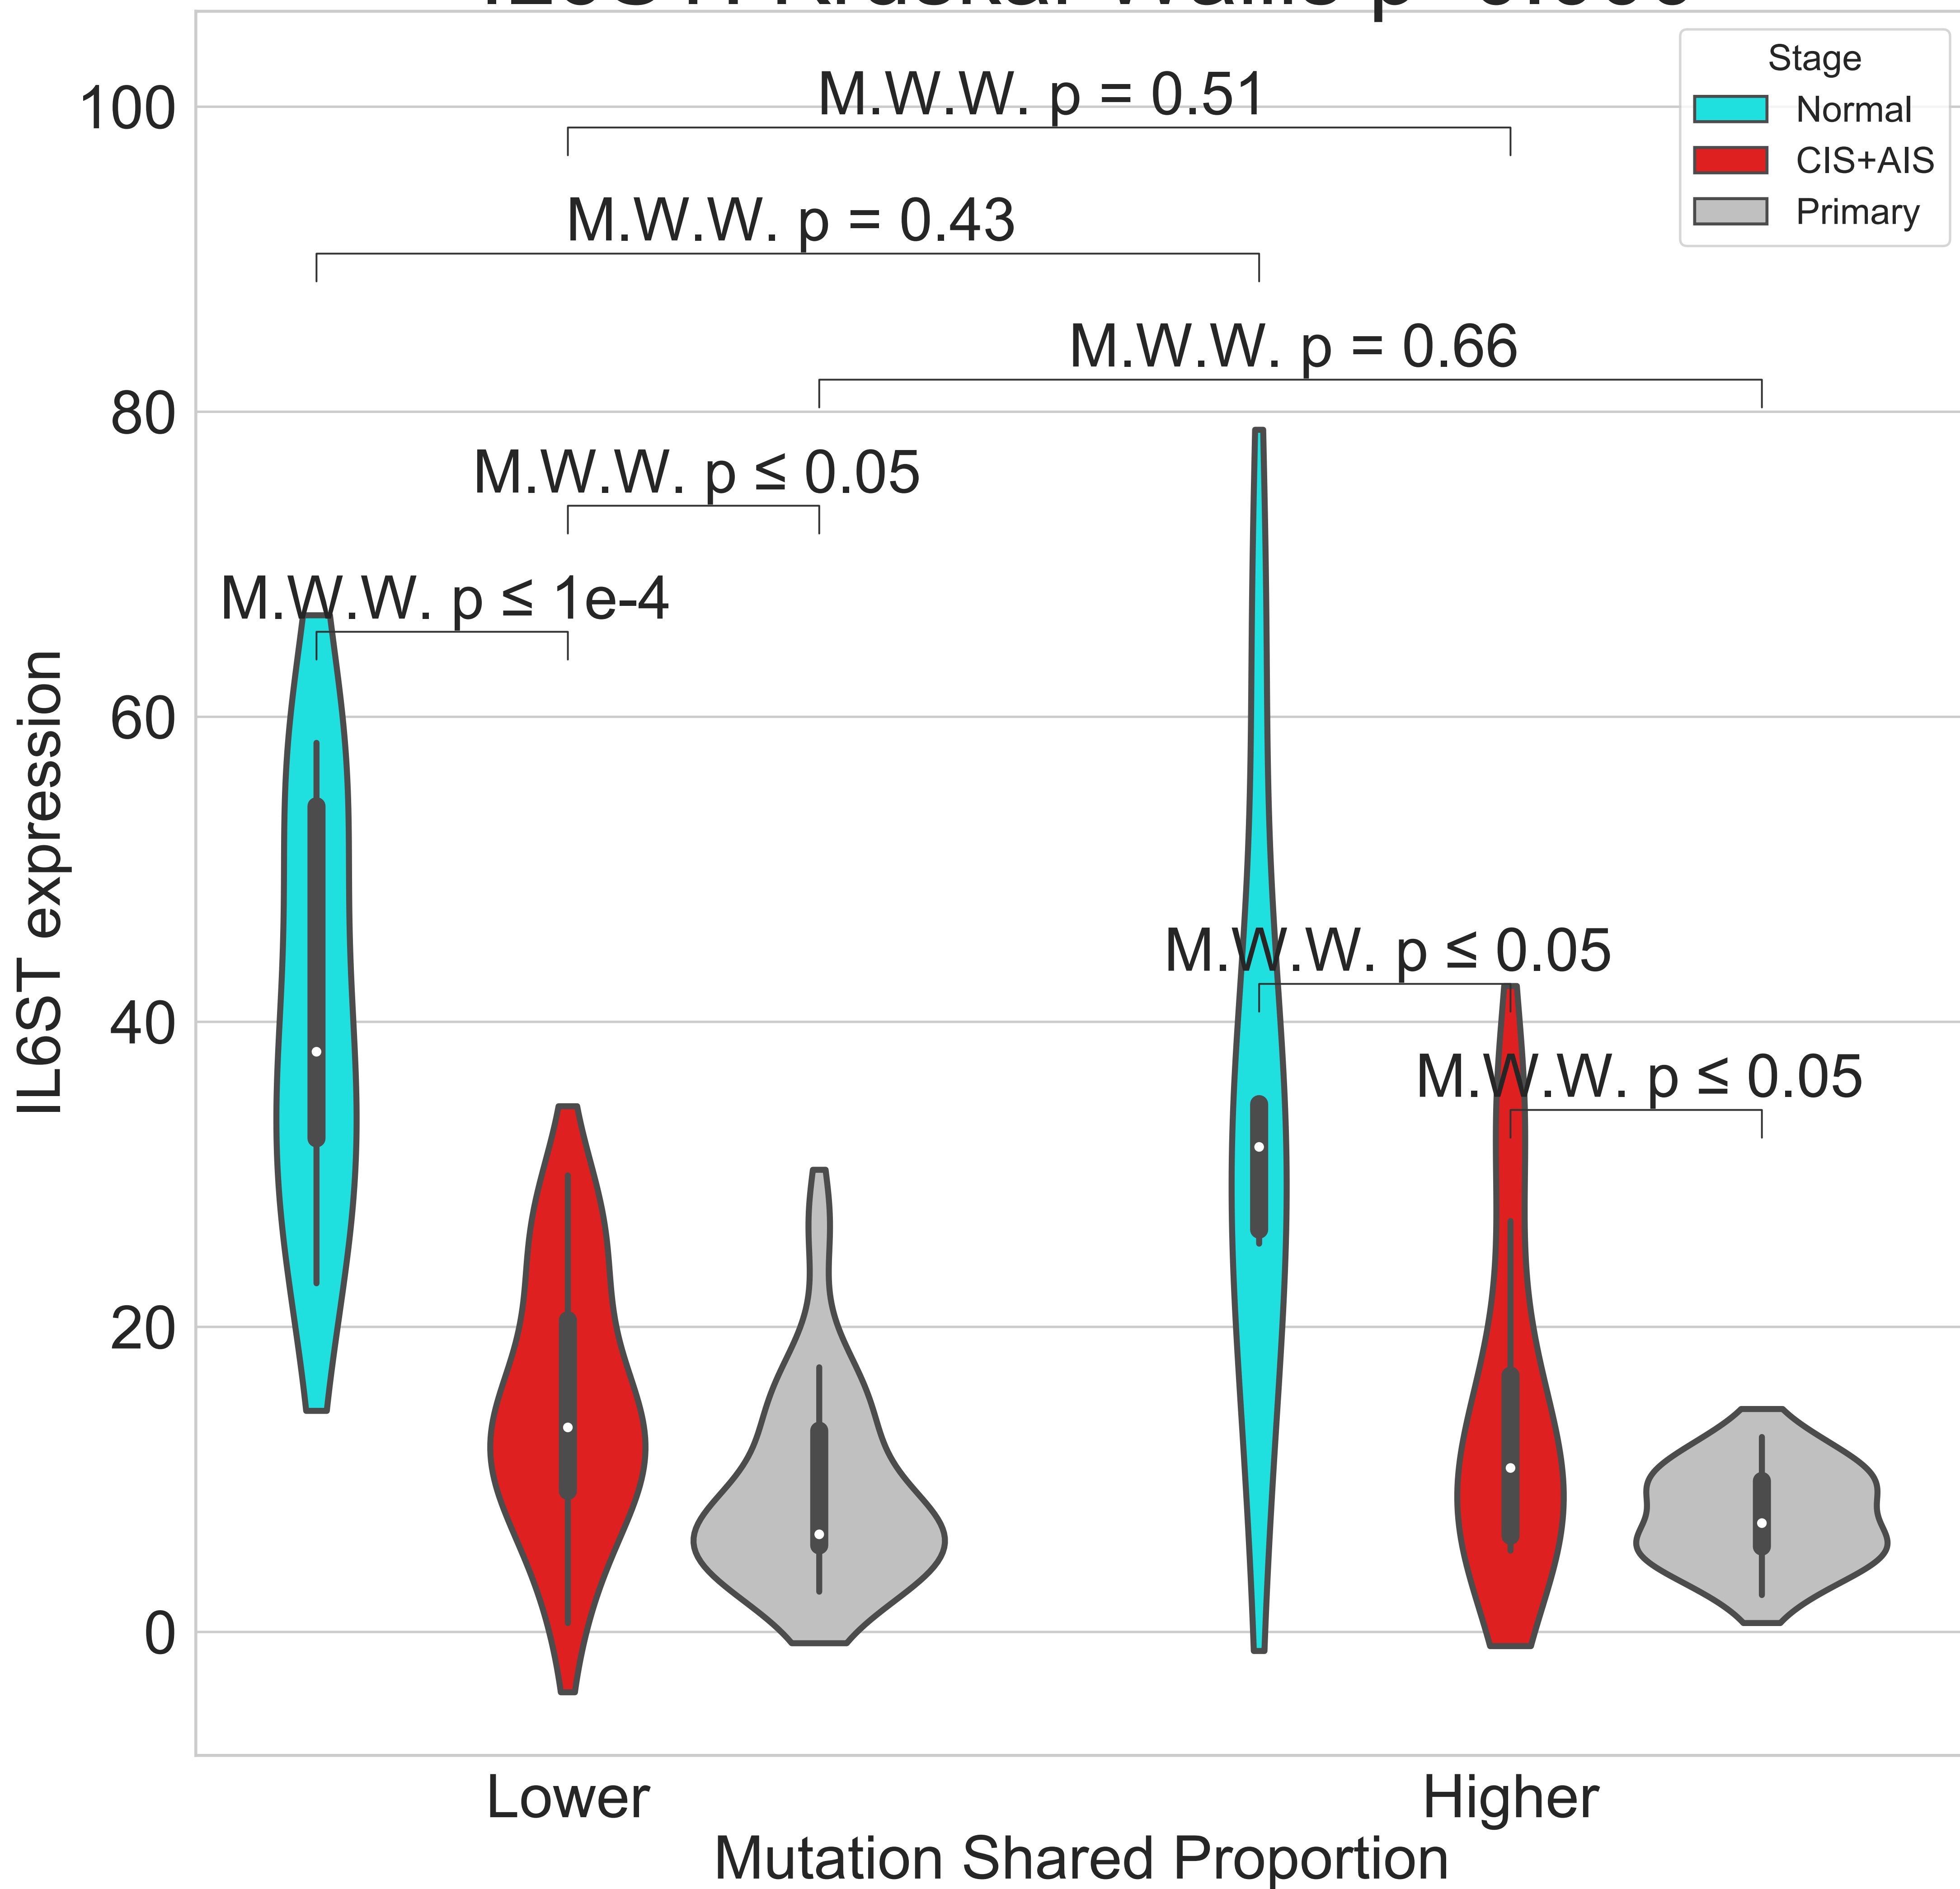 Stage
Normal
CIS+AIS
Primary
M.W.W. p = 0.51
M.W.W. p = 0.43
M.W.W. p = 0.66
M.W.W. p ≤ 0.05
M.W.W. p ≤ 1e-4
M.W.W. p ≤ 0.05
M.W.W. p ≤ 0.05
100
80
60
40
20
0
IL6ST expression
Lower
Higher
Mutation Shared Proportion